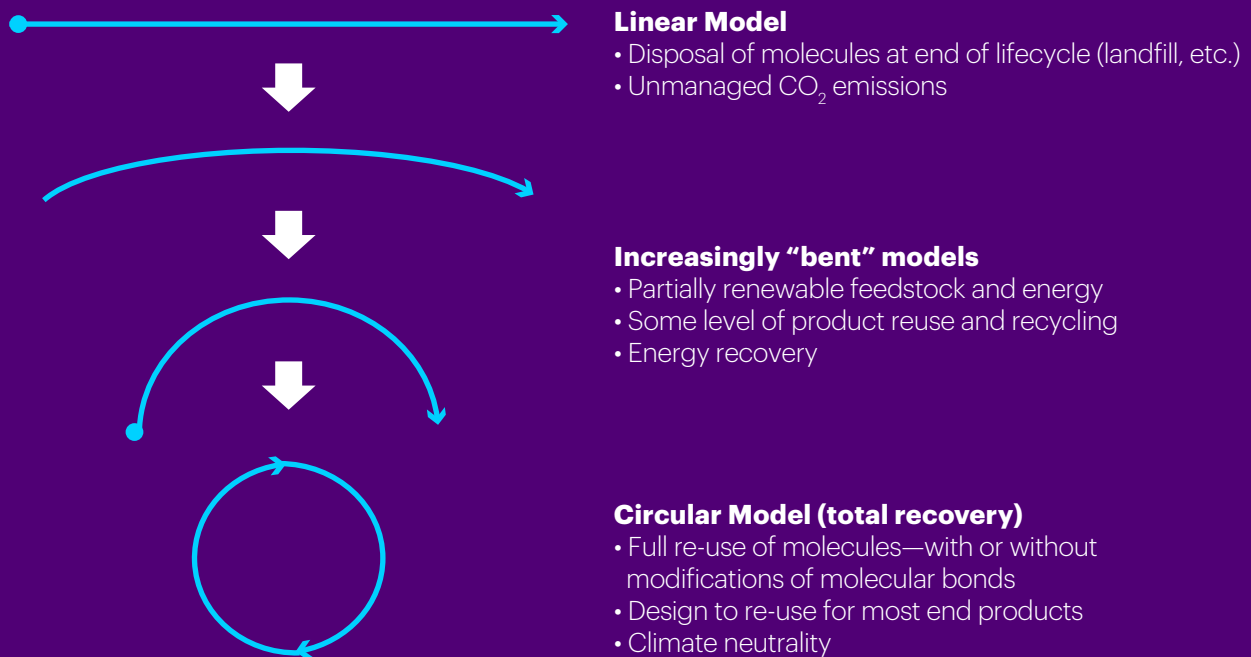 Linear Model
• Disposal of molecules at end of lifecycle (landfill, etc.)
• Unmanaged CO₂ emissions
Increasingly “bent” models
• Partially renewable feedstock and energy
• Some level of product reuse and recycling
• Energy recovery
Circular Model (total recovery)
• Full re-use of molecules—with or without
modifications of molecular bonds
• Design to re-use for most end products
• Climate neutrality